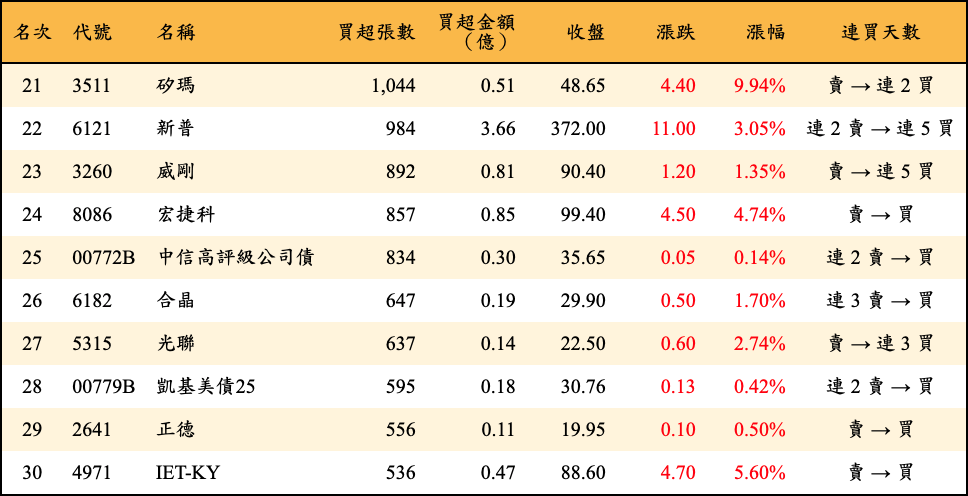 名次 代號 名稱 買超張數 買超金額（億） 收盤 漲跌 漲幅 連買天數
21 3511 矽瑪 1,044 0.51 48.65 4.40 9.94% 賣 → 連 2 買
22 6121 新普 984 3.66 372.00 11.00 3.05% 連 2 賣 → 連 5 買
23 3260 威剛 892 0.81 90.40 1.20 1.35% 賣 → 連 5 買
24 8086 宏捷科 857 0.85 99.40 4.50 4.74% 賣 → 買
25 00772B 中信高評級公司債 834 0.30 35.65 0.05 0.14% 連 2 賣 → 買
26 6182 合晶 647 0.19 29.90 0.50 1.70% 連 3 賣 → 買
27 5315 光聯 637 0.14 22.50 0.60 2.74% 賣 → 連 3 買
28 00779B 凱基美債25 595 0.18 30.76 0.13 0.42% 連 2 賣 → 買
29 2641 正德 556 0.11 19.95 0.10 0.50% 賣 → 買
30 4971 IET-KY 536 0.47 88.60 4.70 5.60% 賣 → 買